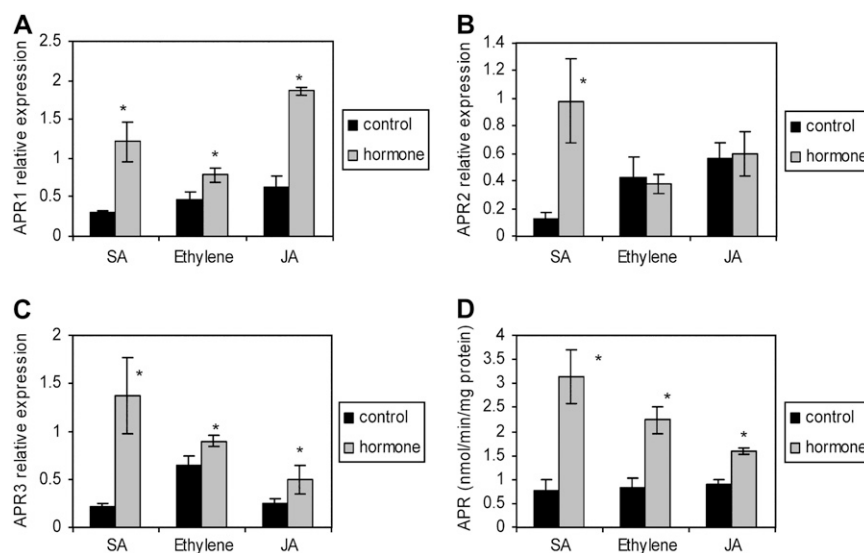 A
APR1 relative expression
2.5
2
1.5
1
0.5
0
*
*
*
SA Ethylene JA
control
hormone
B
APR2 relative expression
1.4
1.2
1.0
0.8
0.6
0.4
0.2
0
*
SA Ethylene JA
control
hormone
C
APR3 relative expression
2
1.5
1
0.5
0
*
*
*
SA Ethylene JA
control
hormone
D
APR (nmol/min/mg protein)
4
3.5
3
2.5
2
1.5
1
0.5
0
*
*
*
SA Ethylene JA
control
hormone